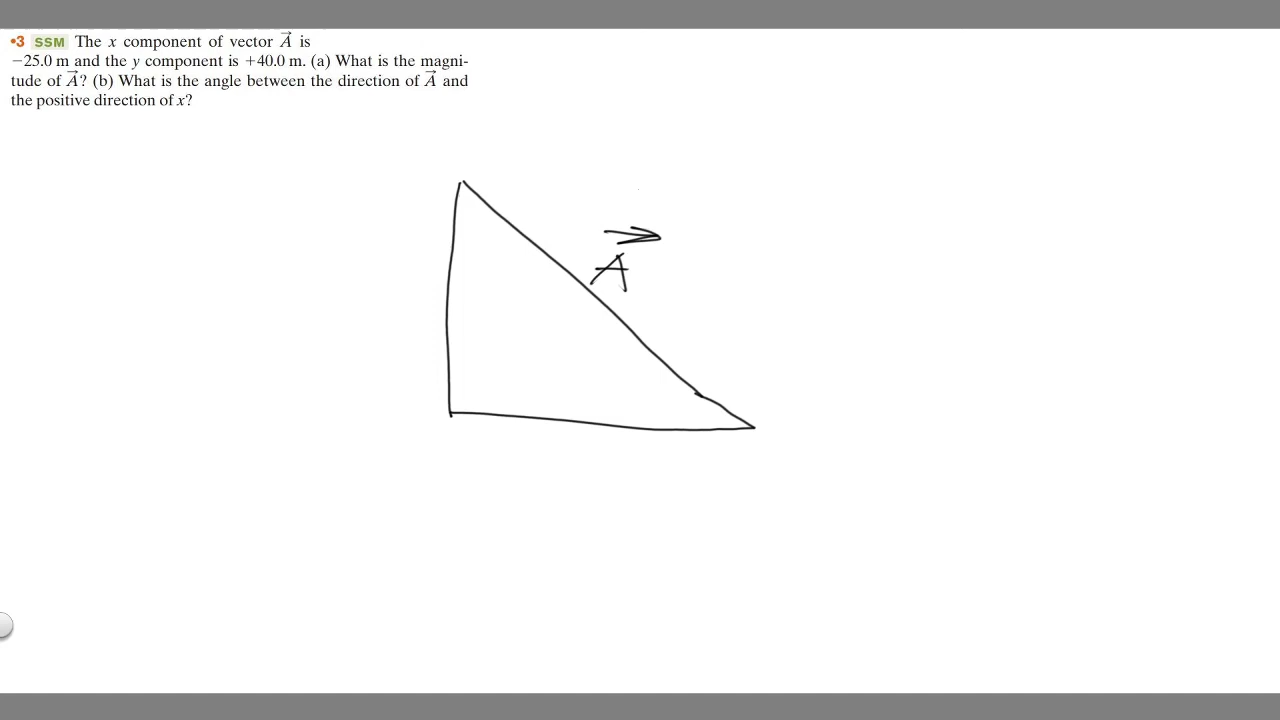 •3 SSM The x component of vector A⃗ is
−25.0 m and the y component is +40.0 m. (a) What is the magni-
tude of A⃗? (b) What is the angle between the direction of A⃗ and
the positive direction of x?
A⃗